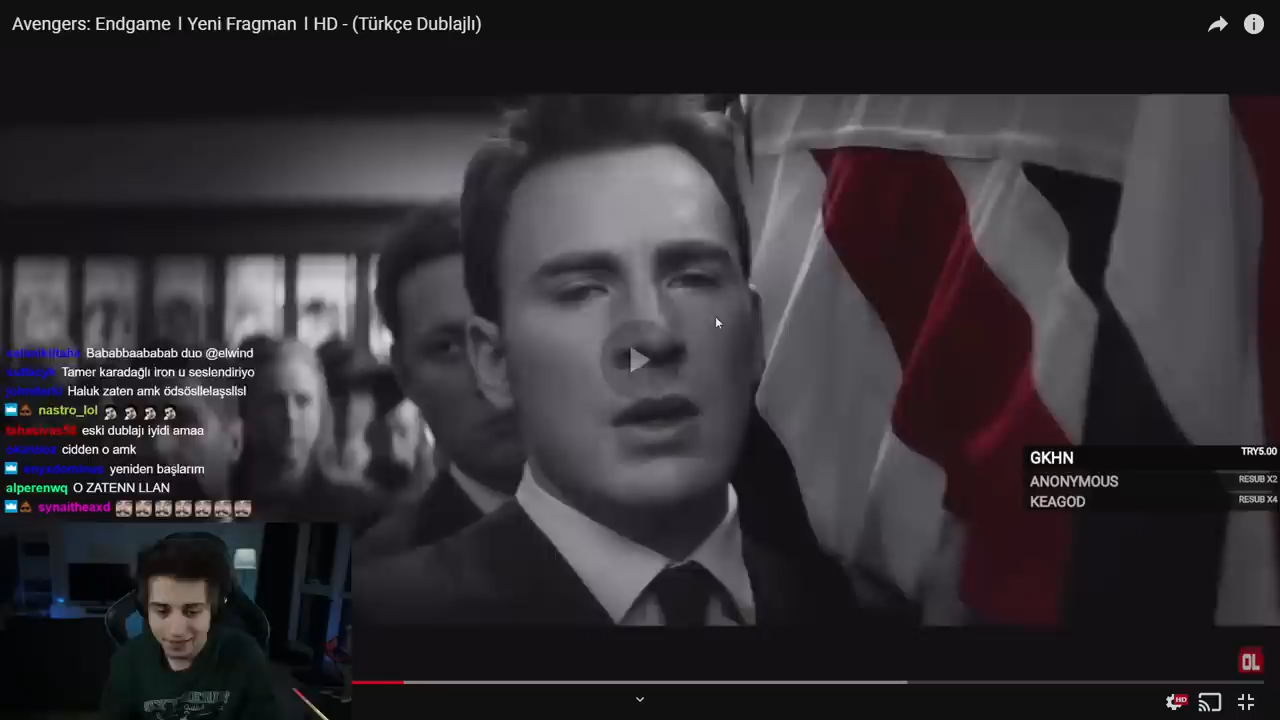 Avengers: Endgame l Yeni Fragman l HD - (Türkçe Dublajlı)
Bababbaababab duo @elwind
Tamer karadağlı iron u seslendiriyo
Haluk zaten amk ödsösllelaşsllsl
nastro_lol
eski dublajı iyidi amaa
cidden o amk
yeniden başlarım
alperenwq O ZATENN LLAN
synaitheaxd
GKHN TRY5.00
ANONYMOUS RESUB X2
KEAGOD RESUB X4
OL
HD